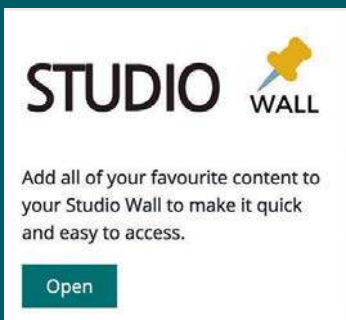 STUDIO WALL
Add all of your favourite content to
your Studio Wall to make it quick
and easy to access.
Open